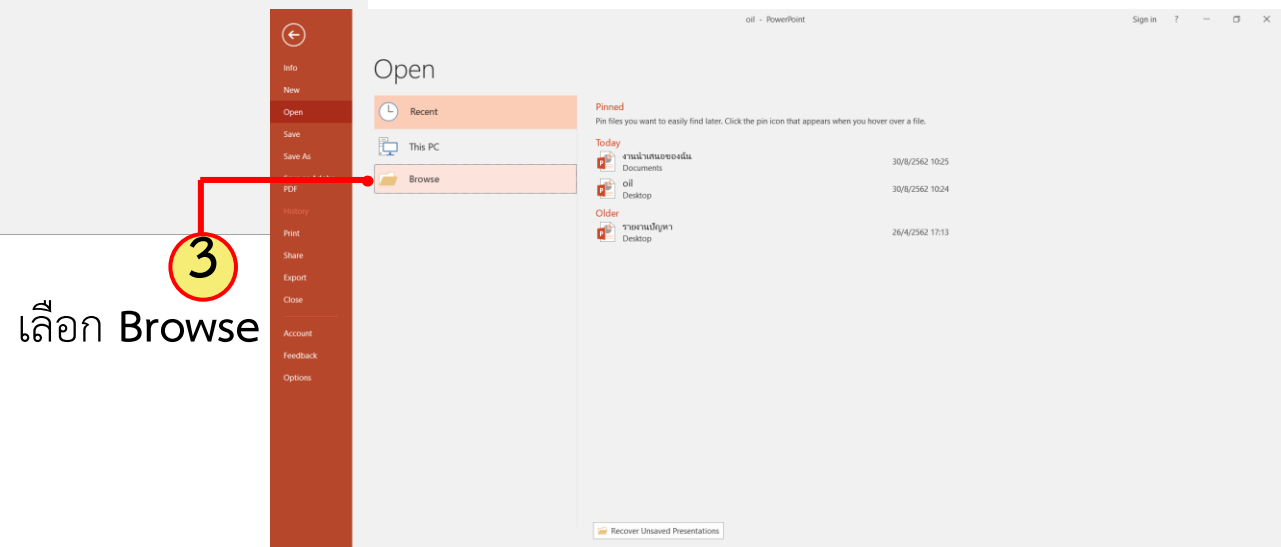 oil - PowerPoint
Sign in ?
Info
New
Open
Save
Save As
PDF
History
Print
Share
Export
Close
Account
Feedback
Options
Open
Recent
This PC
Browse
Pinned
Pin files you want to easily find later. Click the pin icon that appears when you hover over a file.
Today
งานนำเสนอของฉัน
Documents
30/8/2562 10:25
oil
Desktop
30/8/2562 10:24
Older
รายงานปัญหา
Desktop
26/4/2562 17:13
Recover Unsaved Presentations
3
เลือก Browse